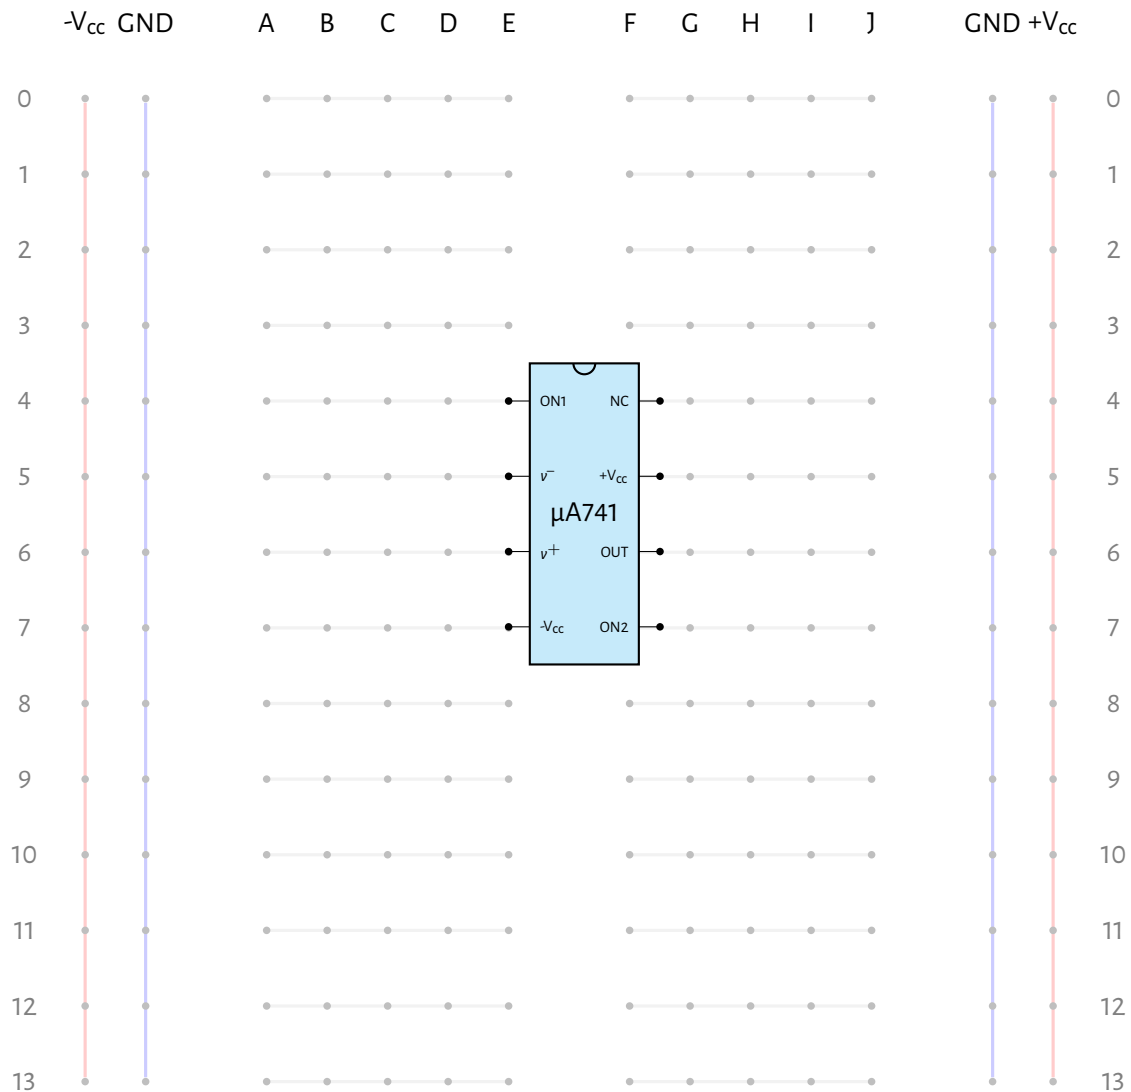 -Vcc GND A B C D E F G H I J GND +Vcc
0 0
1 1
2 2
3 3
4 ON1 NC 4
5 v⁻ +Vcc 5
μA741
6 v⁺ OUT 6
7 -Vcc ON2 7
8 8
9 9
10 10
11 11
12 12
13 13